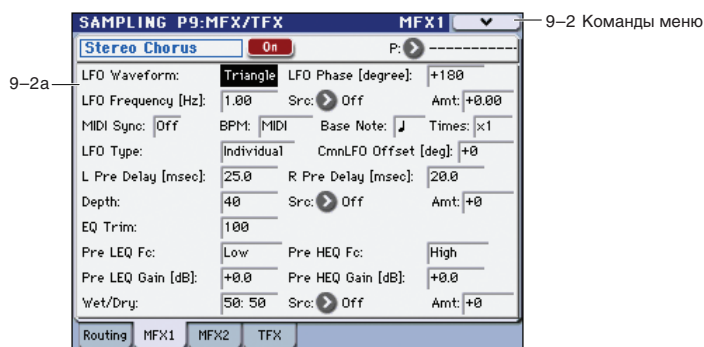 SAMPLING P9:MFX/TFX MFX1
9–2 Команды меню
Stereo Chorus On P: -----------
9–2a
LFO Waveform: Triangle LFO Phase [degree]: +180
LFO Frequency [Hz]: 1.00 Src: Off Amt: +0.00
MIDI Sync: Off BPM: MIDI Base Note: ♩ Times: x1
LFO Type: Individual CmnLFO Offset [deg]: +0
L Pre Delay [msec]: 25.0 R Pre Delay [msec]: 20.0
Depth: 40 Src: Off Amt: +0
EQ Trim: 100
Pre LEQ Fc: Low Pre HEQ Fc: High
Pre LEQ Gain [dB]: +0.0 Pre HEQ Gain [dB]: +0.0
Wet/Dry: 50: 50 Src: Off Amt: +0
Routing MFX1 MFX2 TFX